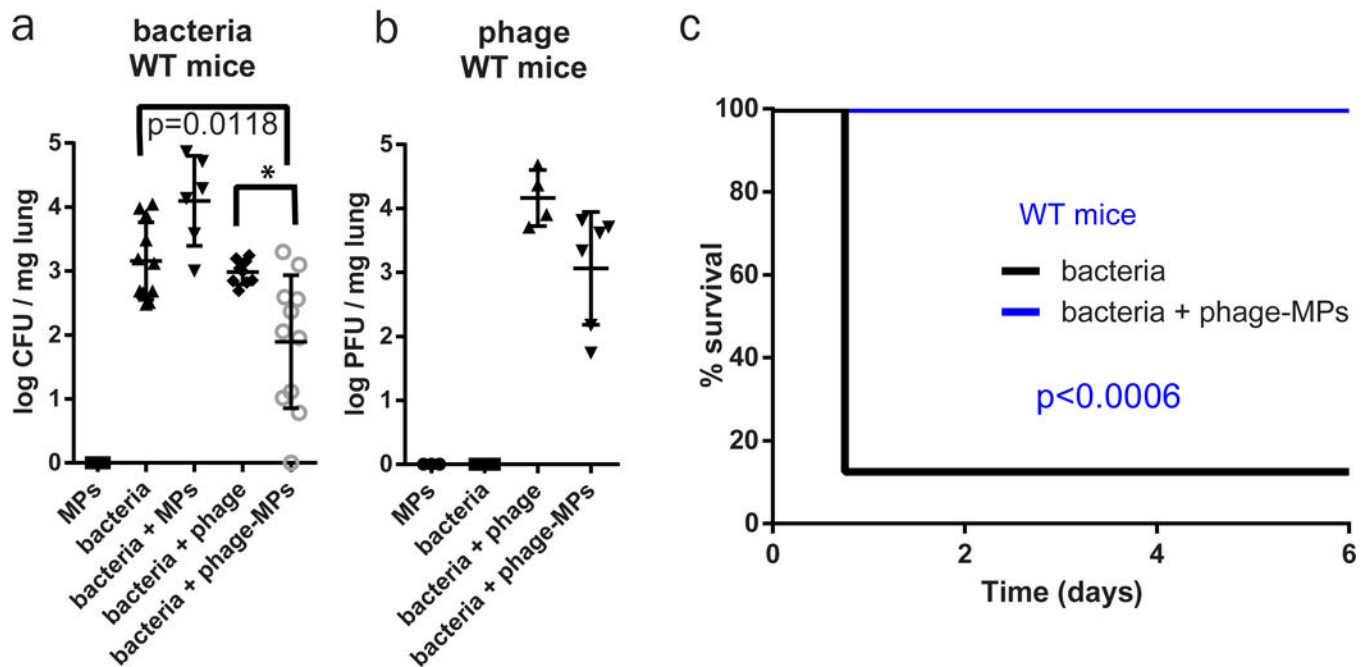 a
bacteria
WT mice
p=0.0118
*
log CFU / mg lung
5
4
3
2
1
0
MPs
bacteria
bacteria + MPs
bacteria + phage
bacteria + phage-MPs
b
phage
WT mice
log PFU / mg lung
5
4
3
2
1
0
MPs
bacteria
bacteria + phage
bacteria + phage-MPs
c
% survival
100
80
60
40
20
0
WT mice
bacteria
bacteria + phage-MPs
p<0.0006
0 2 4 6
Time (days)